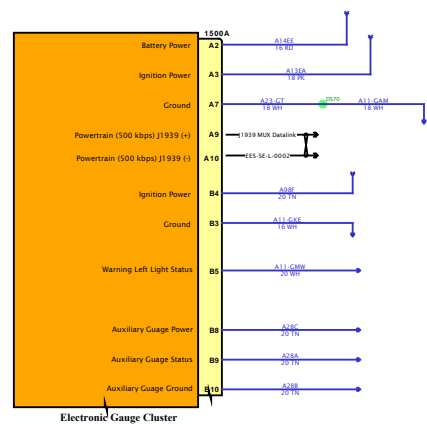 1500A
Battery Power A2 A14EE
16 RD
Ignition Power A3 A13EA
18 PK
Ground A7 A23-GT D570 A11-GAM
18 WH 18 WH
Powertrain (500 kbps) J1939 (+) A9 J1939 MUX Datalink
Powertrain (500 kbps) J1939 (-) A10 EES-SE-L-0002
Ignition Power B4 A98F
20 TN
Ground B3 A11-GKE
16 WH
Warning Left Light Status B5 A11-GMW
20 WH
Auxiliary Guage Power B8 A28C
20 TN
Auxiliary Guage Status B9 A28A
20 TN
Auxiliary Guage Ground B10 A28B
20 TN
Electronic Gauge Cluster